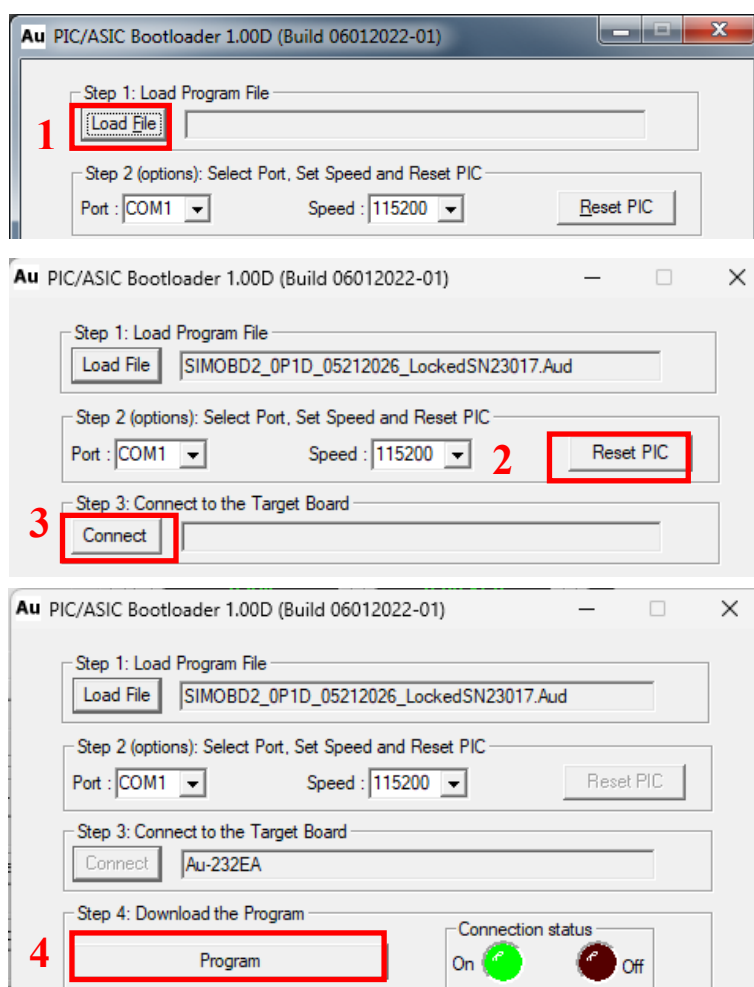 Au PIC/ASIC Bootloader 1.00D (Build 06012022-01)
Step 1: Load Program File
1 Load File
Step 2 (options): Select Port, Set Speed and Reset PIC
Port : COM1 Speed : 115200 Reset PIC
Au PIC/ASIC Bootloader 1.00D (Build 06012022-01)
Step 1: Load Program File
Load File SIMOBD2_0P1D_05212026_LockedSN23017.Aud
Step 2 (options): Select Port, Set Speed and Reset PIC
Port : COM1 Speed : 115200 2 Reset PIC
Step 3: Connect to the Target Board
3 Connect
Au PIC/ASIC Bootloader 1.00D (Build 06012022-01)
Step 1: Load Program File
Load File SIMOBD2_0P1D_05212026_LockedSN23017.Aud
Step 2 (options): Select Port, Set Speed and Reset PIC
Port : COM1 Speed : 115200 Reset PIC
Step 3: Connect to the Target Board
Connect Au-232EA
Step 4: Download the Program
Connection status
4 Program On Off